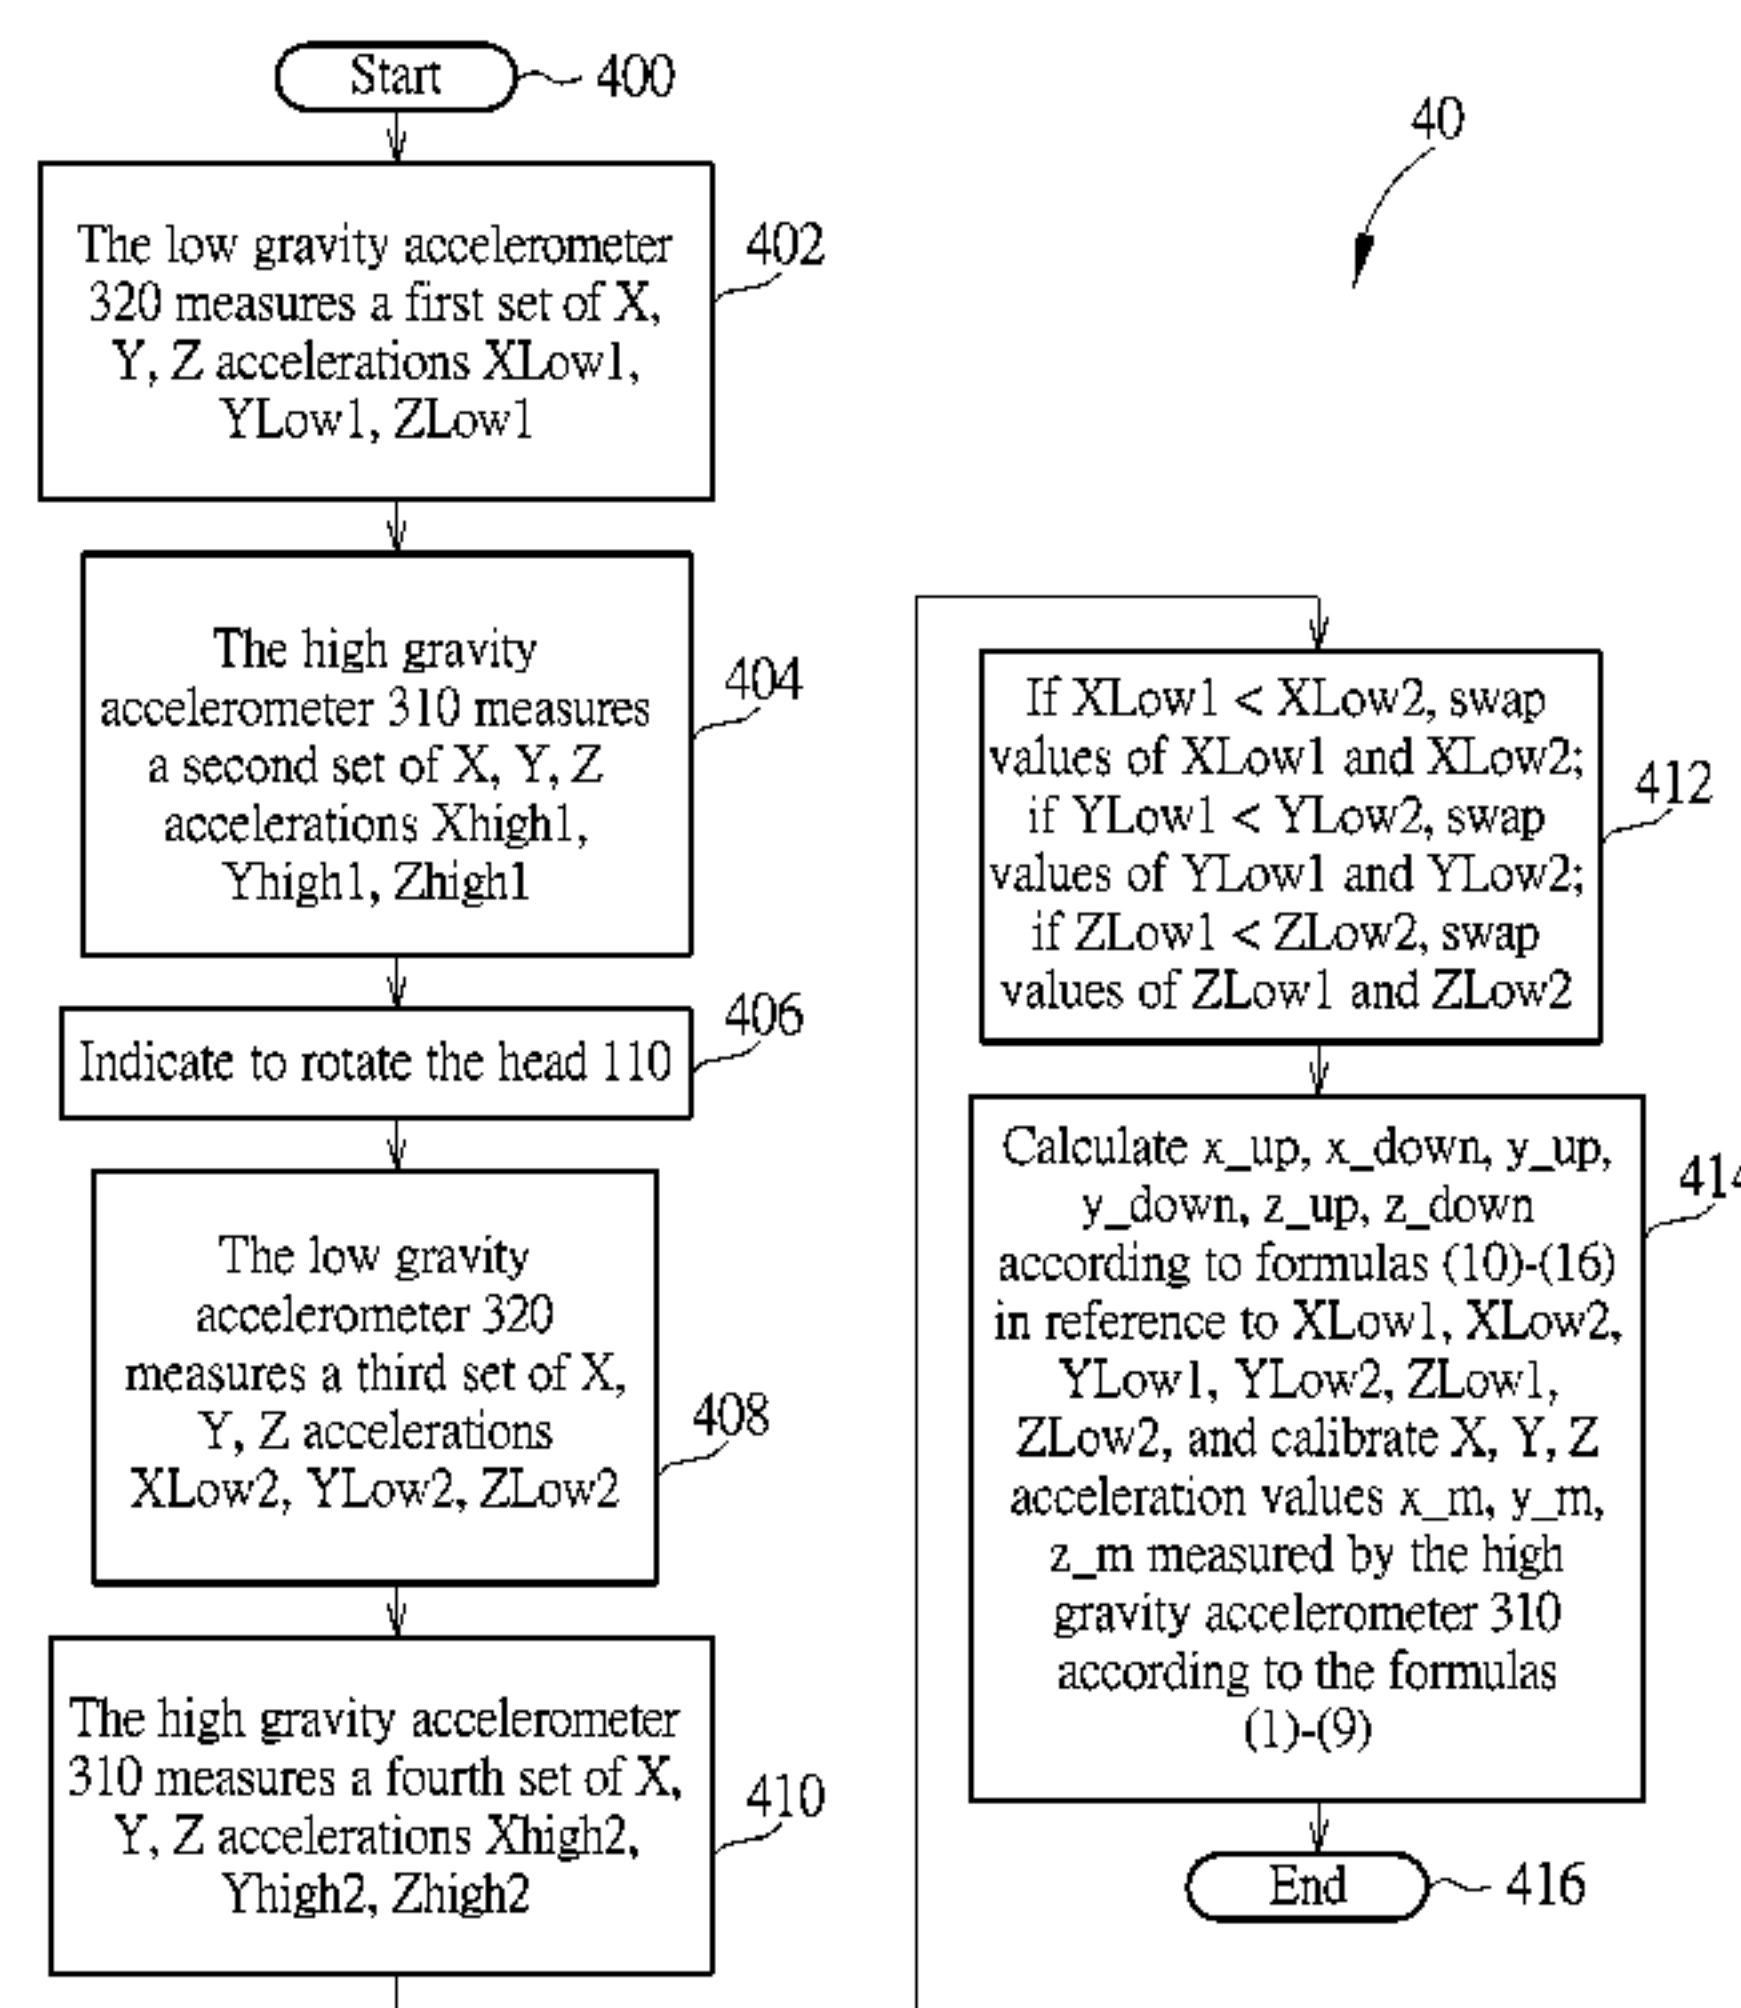 Start
400
40
The low gravity accelerometer
320 measures a first set of X,
Y, Z accelerations XLow1,
YLow1, ZLow1
402
The high gravity
accelerometer 310 measures
a second set of X, Y, Z
accelerations Xhigh1,
Yhigh1, Zhigh1
404
Indicate to rotate the head 110
406
The low gravity
accelerometer 320
measures a third set of X,
Y, Z accelerations
XLow2, YLow2, ZLow2
408
The high gravity accelerometer
310 measures a fourth set of X,
Y, Z accelerations Xhigh2,
Yhigh2, Zhigh2
410
If XLow1 < XLow2, swap
values of XLow1 and XLow2;
if YLow1 < YLow2, swap
values of YLow1 and YLow2;
if ZLow1 < ZLow2, swap
values of ZLow1 and ZLow2
412
Calculate x_up, x_down, y_up,
y_down, z_up, z_down
according to formulas (10)-(16)
in reference to XLow1, XLow2,
YLow1, YLow2, ZLow1,
ZLow2, and calibrate X, Y, Z
acceleration values x_m, y_m,
z_m measured by the high
gravity accelerometer 310
according to the formulas
(1)-(9)
414
End
416